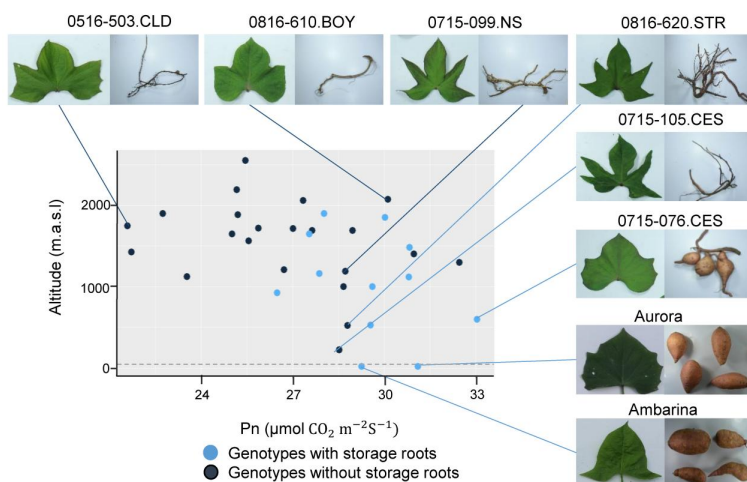 0516-503.CLD
0816-610.BOY
0715-099.NS
0816-620.STR
0715-105.CES
0715-076.CES
Aurora
Ambarina
Altitude (m.a.s.l)
2000
1000
0
24 27 30 33
Pn (µmol CO₂ m⁻²S⁻¹)
Genotypes with storage roots
Genotypes without storage roots